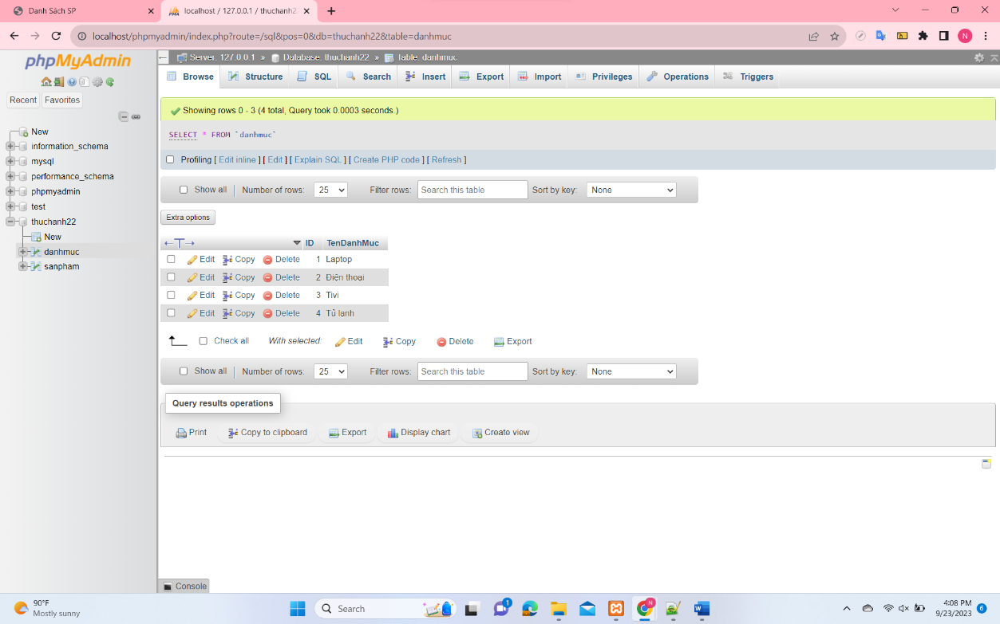 Danh Sách SP
localhost / 127.0.0.1 / thuchanh2
localhost/phpmyadmin/index.php?route=/sql&pos=0&db=thuchanh22&table=danhmuc
N
phpMyAdmin
Recent Favorites
New
information_schema
mysql
performance_schema
phpmyadmin
test
thuchanh22
New
danhmuc
sanpham
Server: 127.0.0.1 » Database: thuchanh22 » Table: danhmuc
Browse Structure SQL Search Insert Export Import Privileges Operations Triggers
Showing rows 0 - 3 (4 total, Query took 0.0003 seconds.)
SELECT * FROM `danhmuc`
Profiling [ Edit inline ] [ Edit ] [ Explain SQL ] [ Create PHP code ] [ Refresh ]
Show all Number of rows: 25 Filter rows: Search this table Sort by key: None
Extra options
←T→ ID TenDanhMuc
Edit Copy Delete 1 Laptop
Edit Copy Delete 2 Điện thoại
Edit Copy Delete 3 Tivi
Edit Copy Delete 4 Tủ lạnh
Check all With selected: Edit Copy Delete Export
Show all Number of rows: 25 Filter rows: Search this table Sort by key: None
Query results operations
Print Copy to clipboard Export Display chart Create view
Console
90°F
Mostly sunny
Search
1
N
W
4:08 PM
9/23/2023
6